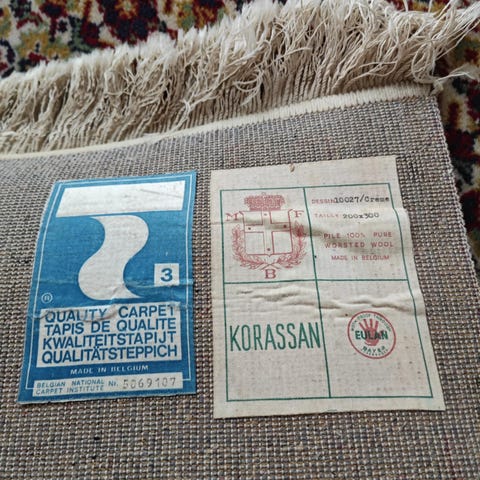 3
®
QUALITY CARPET
TAPIS DE QUALITE
KWALITEITSTAPIJT
QUALITÄTSTEPPICH
MADE IN BELGIUM
BELGIAN NATIONAL
CARPET INSTITUTE Nr. 5069107
M F
B
DESSIN 10027/Crème
TAILLE: 200x300
PILE 100% PURE
WORSTED WOOL
MADE IN BELGIUM
KORASSAN
EULAN
BAYER